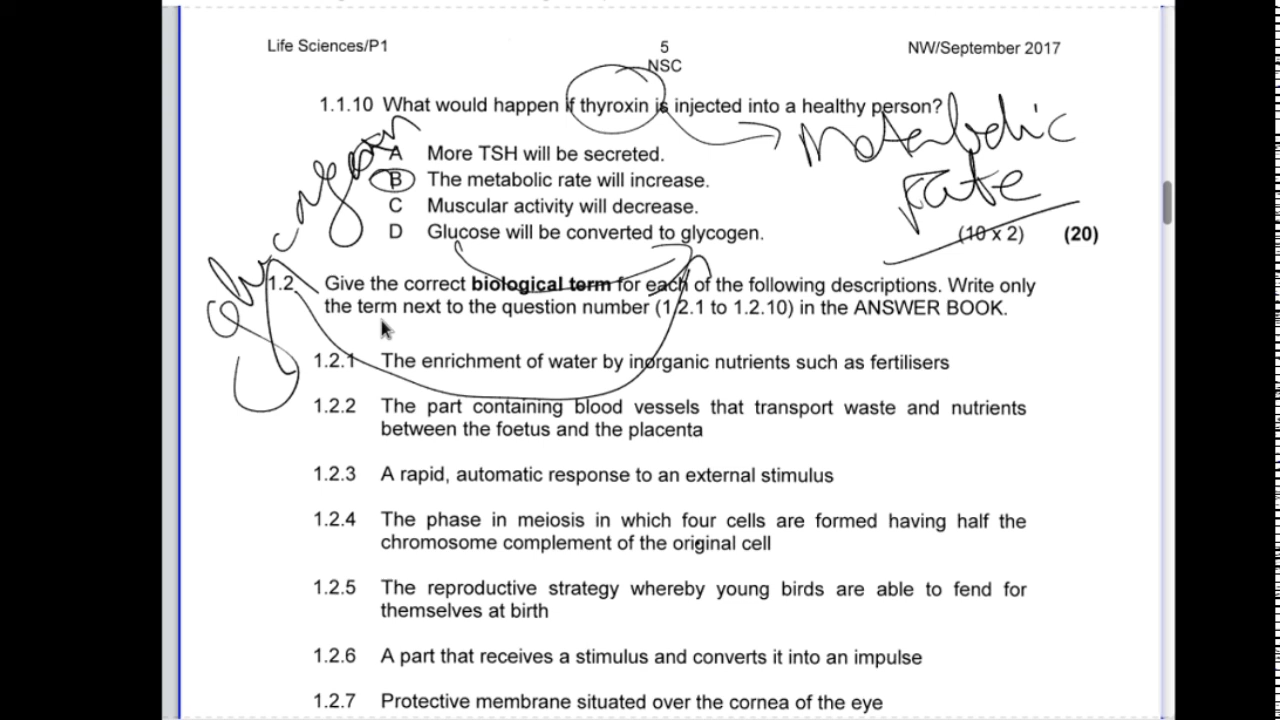 Life Sciences/P1
5
NSC
NW/September 2017
1.1.10 What would happen if thyroxin is injected into a healthy person?
A More TSH will be secreted.
B The metabolic rate will increase.
C Muscular activity will decrease.
D Glucose will be converted to glycogen.
(10 x 2) (20)
Metabolic
rate
glucagon
1.2 Give the correct biological term for each of the following descriptions. Write only
the term next to the question number (1.2.1 to 1.2.10) in the ANSWER BOOK.
1.2.1 The enrichment of water by inorganic nutrients such as fertilisers
1.2.2 The part containing blood vessels that transport waste and nutrients
between the foetus and the placenta
1.2.3 A rapid, automatic response to an external stimulus
1.2.4 The phase in meiosis in which four cells are formed having half the
chromosome complement of the original cell
1.2.5 The reproductive strategy whereby young birds are able to fend for
themselves at birth
1.2.6 A part that receives a stimulus and converts it into an impulse
1.2.7 Protective membrane situated over the cornea of the eye